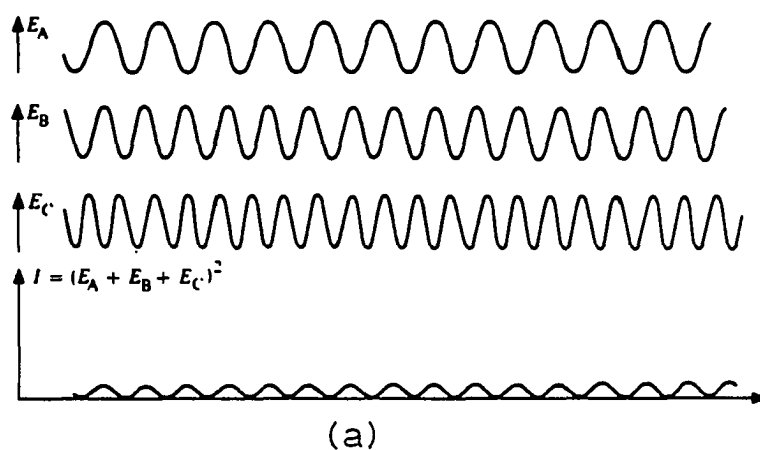 E_A
E_B
E_C
I = (E_A + E_B + E_C)^2
(a)